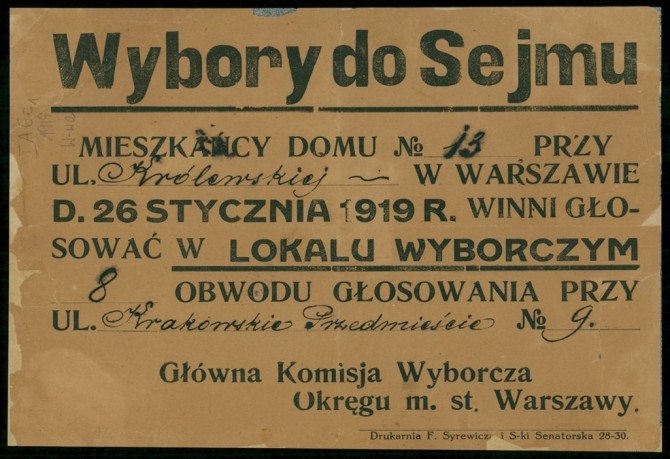 Wybory do Sejmu
MIESZKAŃCY DOMU № 13 PRZY
UL. Królewskiej — W WARSZAWIE
D. 26 STYCZNIA 1919 R. WINNI GŁO-
SOWAĆ W LOKALU WYBORCZYM
8 OBWODU GŁOSOWANIA PRZY
UL. Krakowskie Przedmieście № 9.
Główna Komisja Wyborcza
Okręgu m. st. Warszawy.
Drukarnia F. Syrewicza i S-ki Senatorska 28-30.
1919